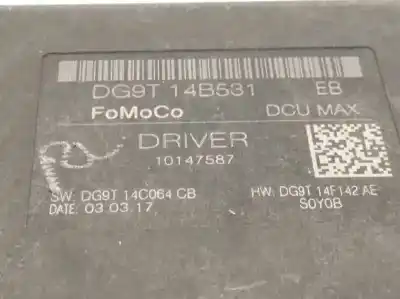 DG9T 14B531 EB
FoMoCo DCU MAX
DRIVER
10147587
SW: DG9T 14C064 CB HW: DG9T 14F142 AE
DATE: 03.03.17 S0Y0B